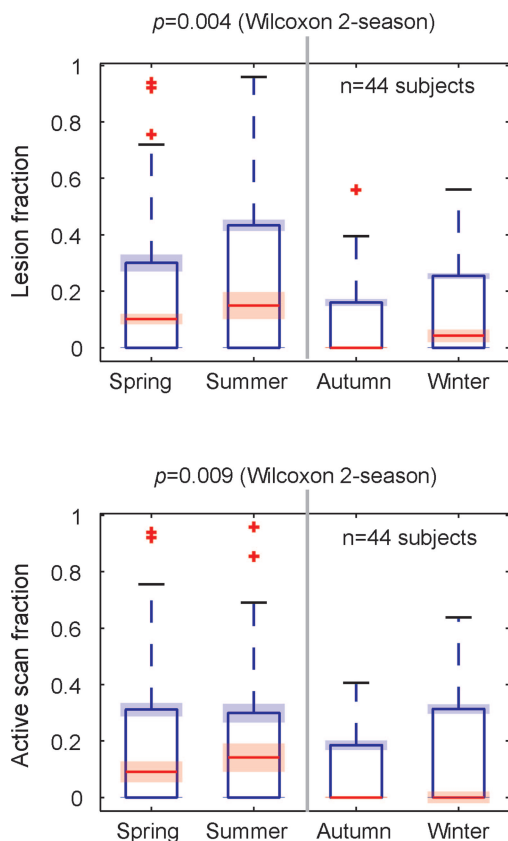 p=0.004 (Wilcoxon 2-season)
n=44 subjects
Lesion fraction
1
0.8
0.6
0.4
0.2
0
Spring Summer Autumn Winter
p=0.009 (Wilcoxon 2-season)
n=44 subjects
Active scan fraction
1
0.8
0.6
0.4
0.2
0
Spring Summer Autumn Winter